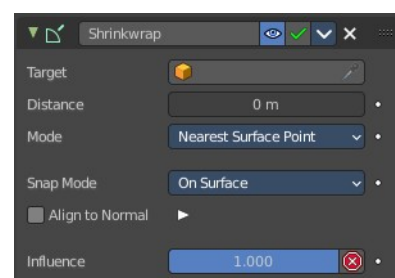 Shrinkwrap
Target
Distance 0 m
Mode Nearest Surface Point
Snap Mode On Surface
Align to Normal
Influence 1.000